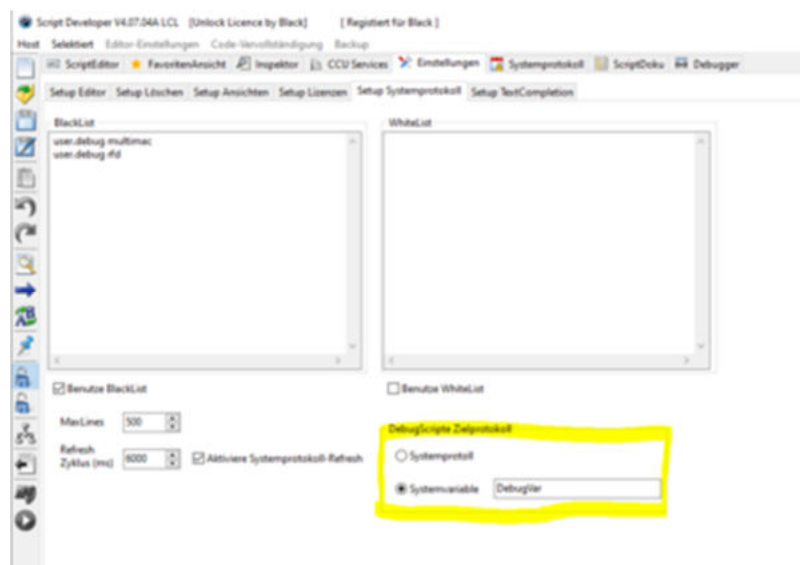 Script Developer V4.07.04A LCL [Unlock Licence by Black] [ Registiert für Black ]
Host Selektiert Editor-Einstellungen Code-Vervollständigung Backup
ScriptEditor FavoritenAnsicht Inspektor CCU Services Einstellungen Systemprotokoll ScriptDoku Debugger
Setup Editor Setup Löschen Setup Ansichten Setup Lizenzen Setup Systemprotokoll Setup TextCompletion
BlackList WhiteList
user.debug multimac
user.debug rfd
Benutze BlackList Benutze WhiteList
MaxLines 500
DebugScripte Zielprotokoll
Refresh
Zyklus (ms) 6000 Aktiviere Systemprotokoll-Refresh
Systemprotoll
Systemvariable DebugVar